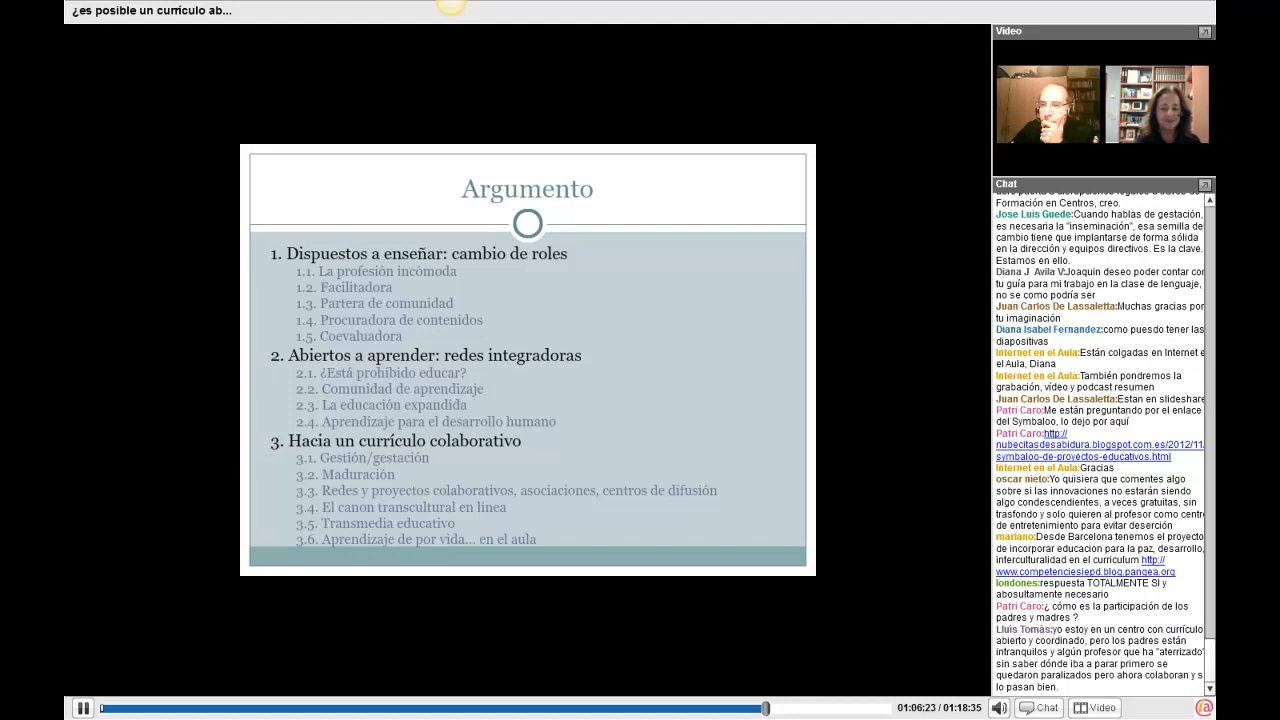 ¿es posible un curriculo ab...
Argumento
1. Dispuestos a enseñar: cambio de roles
1.1. La profesión incómoda
1.2. Facilitadora
1.3. Partera de comunidad
1.4. Procuradora de contenidos
1.5. Coevaluadora
2. Abiertos a aprender: redes integradoras
2.1. ¿Está prohibido educar?
2.2. Comunidad de aprendizaje
2.3. La educación expandida
2.4. Aprendizaje para el desarrollo humano
3. Hacia un currículo colaborativo
3.1. Gestión/gestación
3.2. Maduración
3.3. Redes y proyectos colaborativos, asociaciones, centros de difusión
3.4. El canon transcultural en línea
3.5. Transmedia educativo
3.6. Aprendizaje de por vida... en el aula
Video
Chat
Formación en Centros, creo.
Jose Luis Guede:Cuando hablas de gestación,
es necesaria la "inseminación", esa semilla de
cambio tiene que implantarse de forma sólida
en la dirección y equipos directivos. Es la clave.
Estamos en ello.
Diana J Avila V:Joaquin deseo poder contar con
tu guía para mi trabajo en la clase de lenguaje,
no se como podría ser
Juan Carlos De Lassaletta:Muchas gracias por
tu imaginación
Diana Isabel Fernandez:como puesdo tener las
diapositivas
Internet en el Aula:Están colgadas en Internet e
el Aula, Diana
Internet en el Aula:También pondremos la
grabación, vídeo y podcast resumen
Juan Carlos De Lassaletta:Estan en slideshare
Patri Caro:Me están preguntando por el enlace
del Symbaloo, lo dejo por aquí
Patri Caro:http://
nubecitasdesabidura.blogspot.com.es/2012/11/
symbaloo-de-proyectos-educativos.html
Internet en el Aula:Gracias
oscar nieto:Yo quisiera que comentes algo
sobre si las innovaciones no estarán siendo
algo condescendientes, a veces gratuitas, sin
trasfondo y solo quieren al profesor como centro
de entretenimiento para evitar deserción
mariano:Desde Barcelona tenemos el proyecto
de incorporar educacion para la paz, desarrollo,
interculturalidad en el curriculum http://
www.competenciesiepd.blog.pangea.org
londones:respuesta TOTALMENTE SI y
abosultamente necesario
Patri Caro:¿ cómo es la participación de los
padres y madres ?
Lluìs Tomàs:yo estoy en un centro con currículo
abierto y coordinado, pero los padres están
intranquilos y algún profesor que ha "aterrizado"
sin saber dónde iba a parar primero se
quedaron paralizados pero ahora colaboran y s
lo pasan bien.
01:06:23 / 01:18:35
Chat
Video